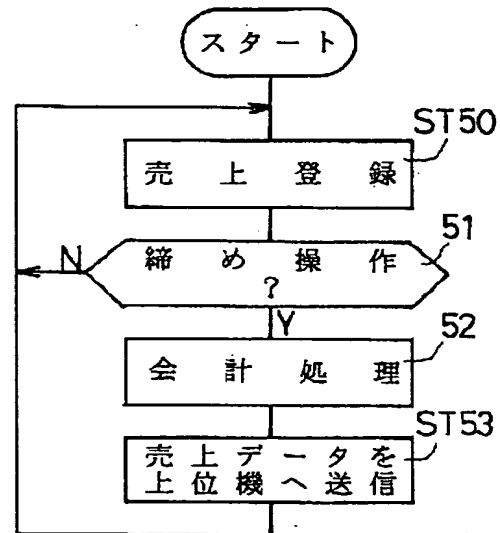 スタート
ST50
売上登録
51
締め操作
?
N
Y
52
会計処理
ST53
売上データを
上位機へ送信